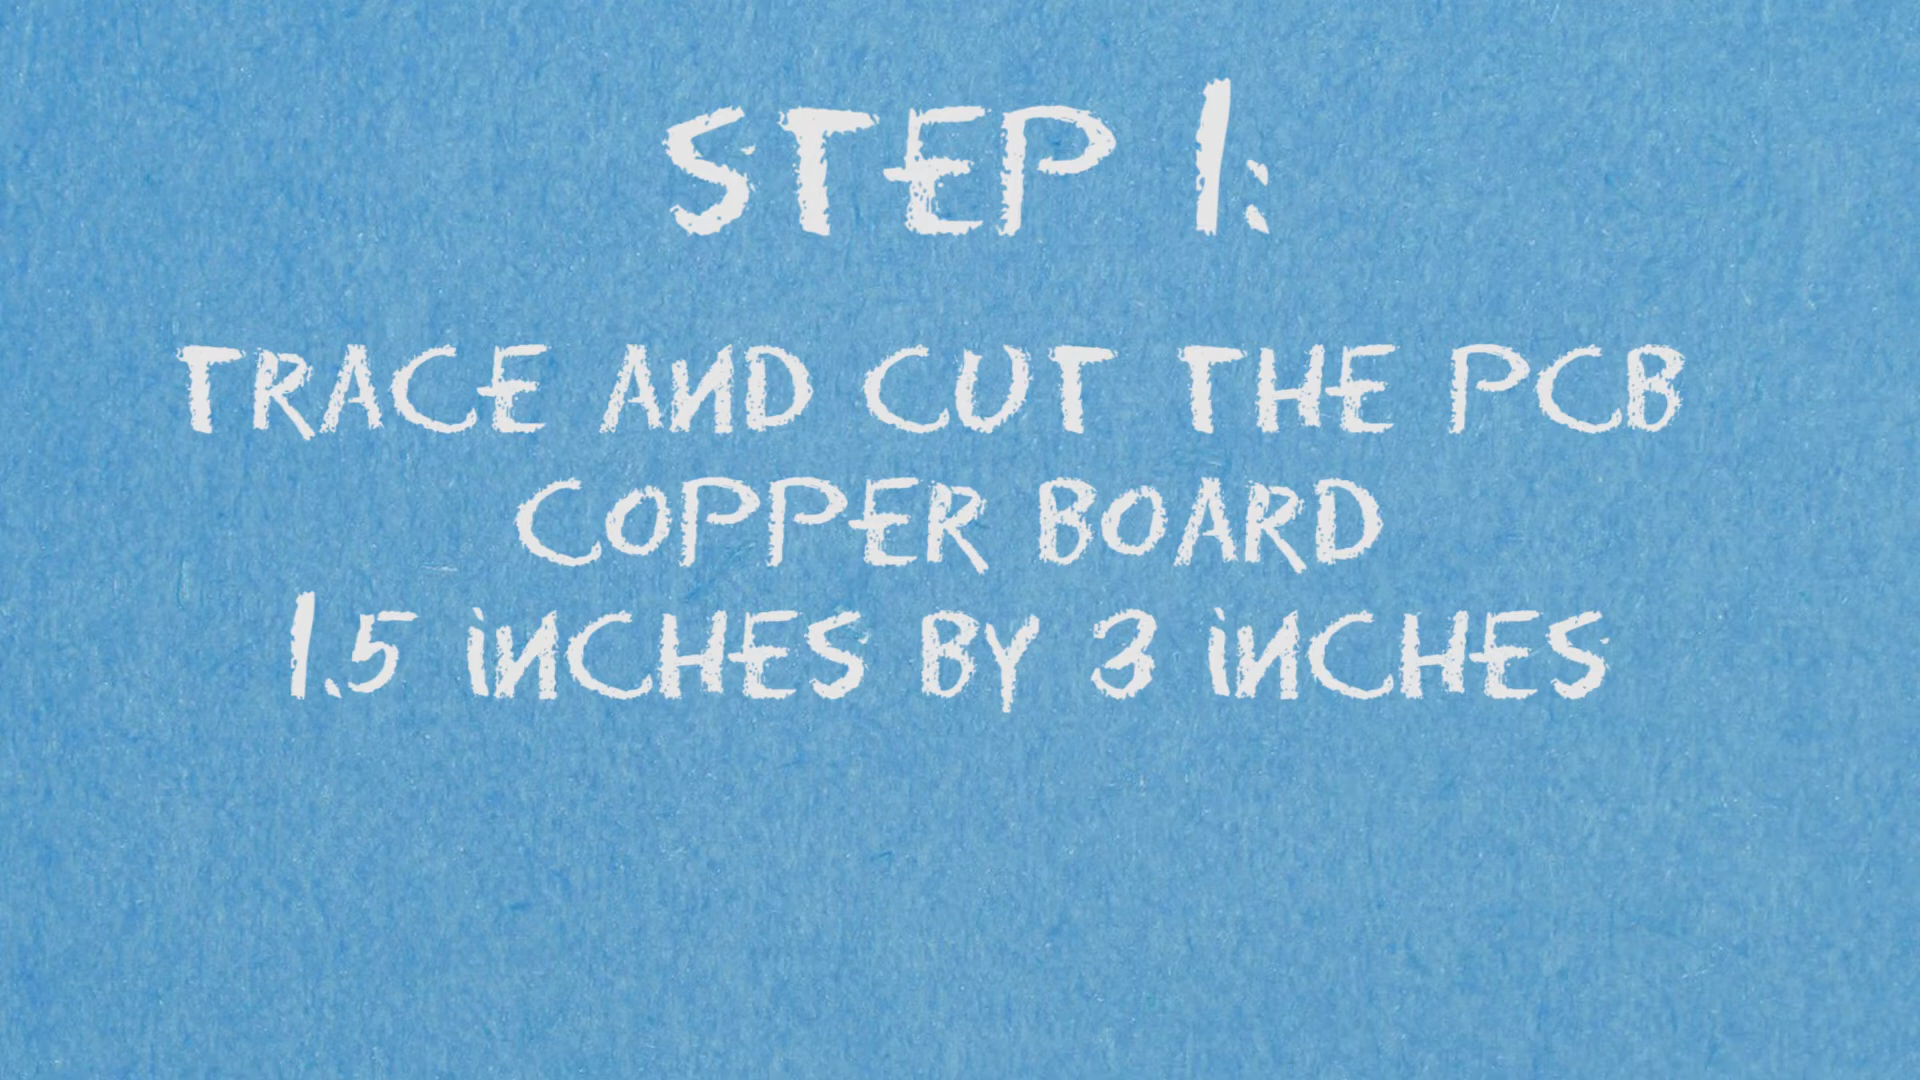 STEP 1:
TRACE AND CUT THE PCB
COPPER BOARD
1.5 INCHES BY 3 INCHES